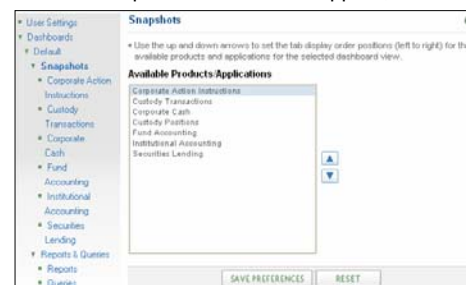 User Settings
Dashboards
Default
Snapshots
Corporate Action
Instructions
Custody
Transactions
Corporate
Cash
Fund
Accounting
Institutional
Accounting
Securities
Lending
Reports & Queries
Reports
Queries
Snapshots
Use the up and down arrows to set the tab display order positions (left to right) for the
available products and applications for the selected dashboard view.
Available Products/Applications
Corporate Action Instructions
Custody Transactions
Corporate Cash
Custody Positions
Fund Accounting
Institutional Accounting
Securities Lending
SAVE PREFERENCES
RESET